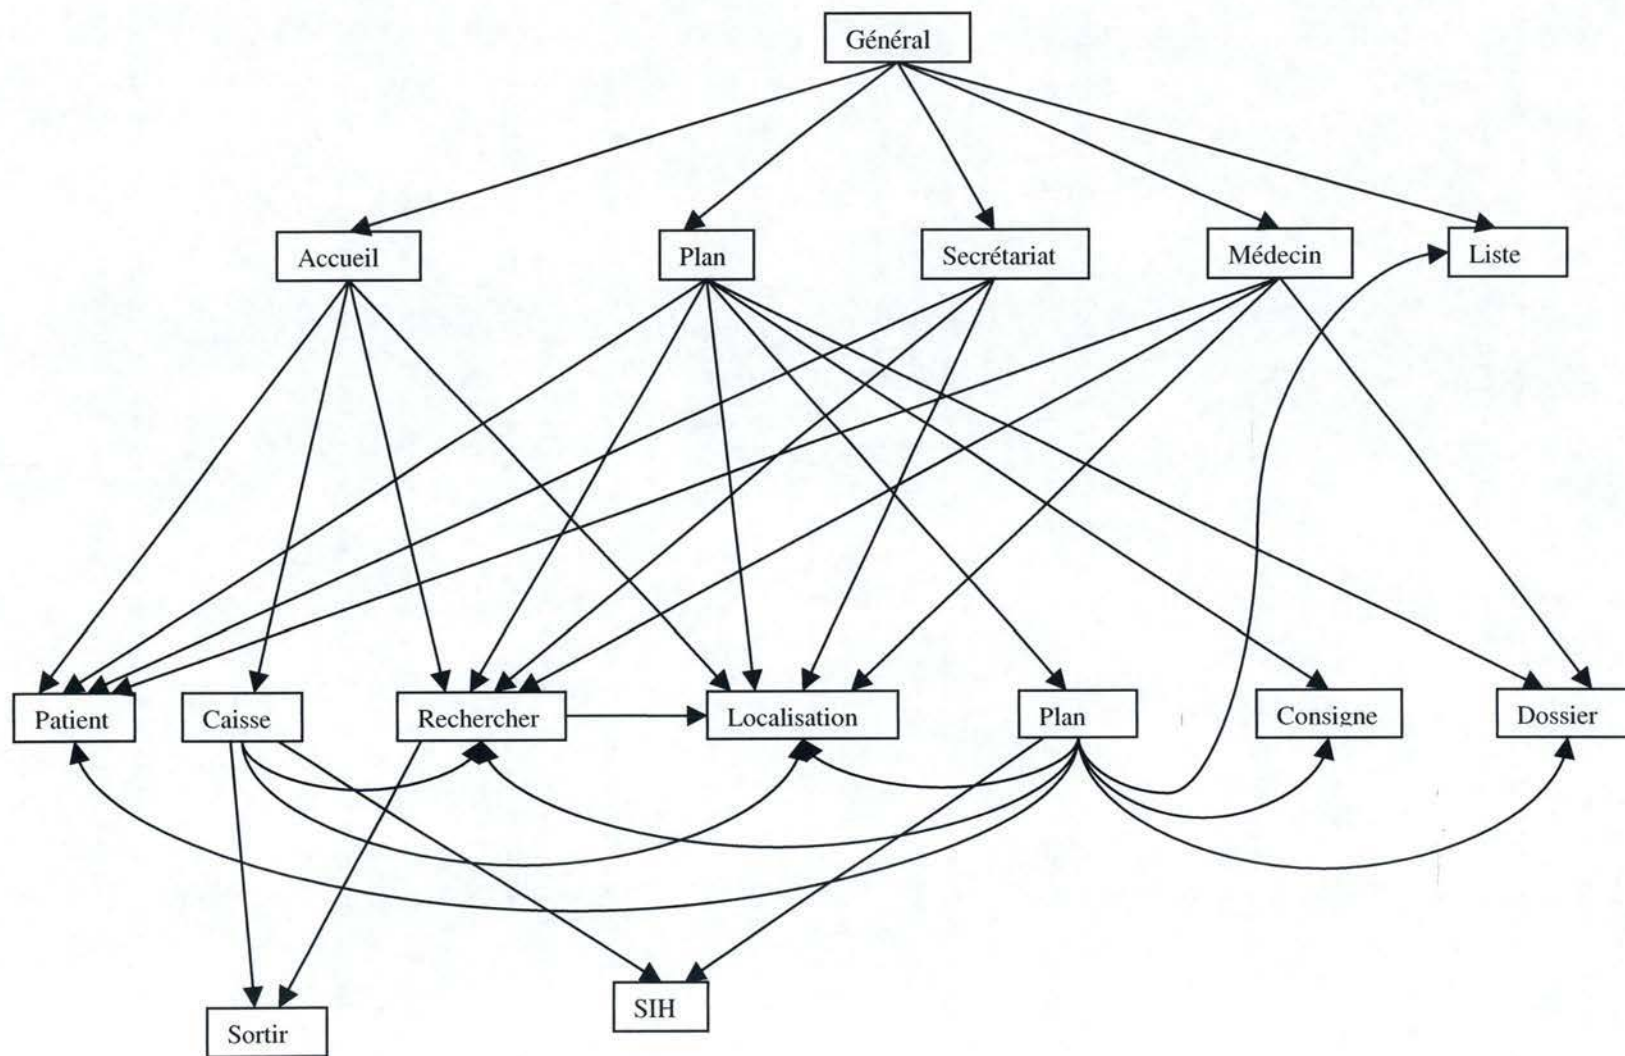 Général
Accueil
Plan
Secrétariat
Médecin
Liste
Patient
Caisse
Rechercher
Localisation
Plan
Consigne
Dossier
SIH
Sortir